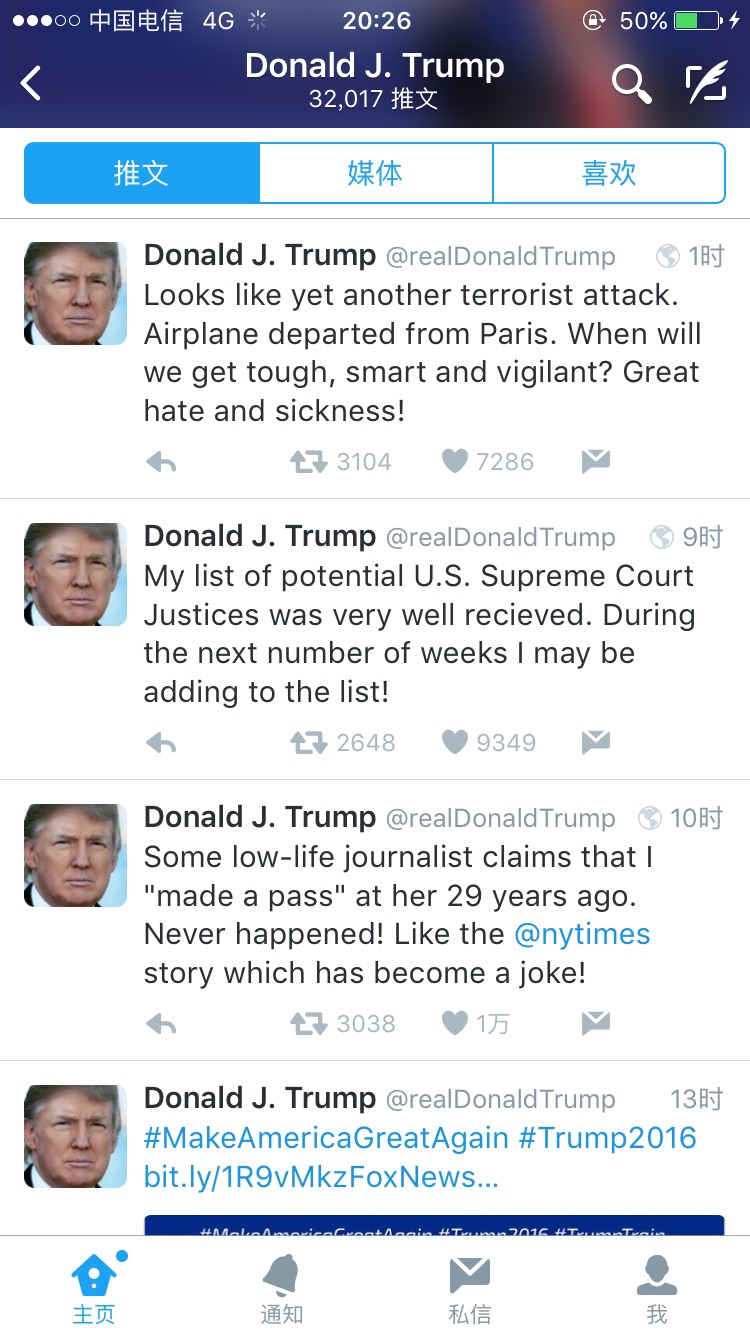 中国电信 4G 20:26 50%
Donald J. Trump
32,017 推文
推文 媒体 喜欢
Donald J. Trump @realDonaldTrump 1时
Looks like yet another terrorist attack.
Airplane departed from Paris. When will
we get tough, smart and vigilant? Great
hate and sickness!
3104 7286
Donald J. Trump @realDonaldTrump 9时
My list of potential U.S. Supreme Court
Justices was very well recieved. During
the next number of weeks I may be
adding to the list!
2648 9349
Donald J. Trump @realDonaldTrump 10时
Some low-life journalist claims that I
"made a pass" at her 29 years ago.
Never happened! Like the @nytimes
story which has become a joke!
3038 1万
Donald J. Trump @realDonaldTrump 13时
#MakeAmericaGreatAgain #Trump2016
bit.ly/1R9vMkzFoxNews...
#MakeAmericaGreatAgain #Trump2016 #TrumpTrain
主页 通知 私信 我